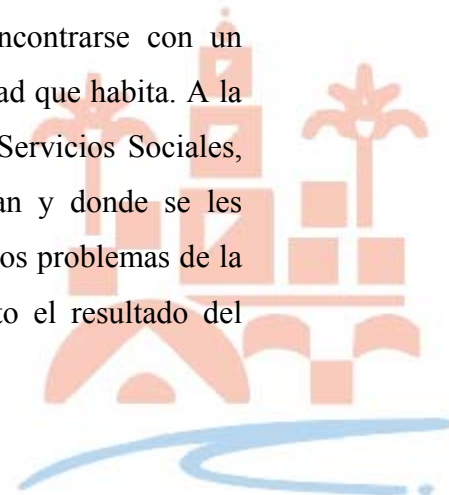 ncontrarse con un
ad que habita. A la
Servicios Sociales,
an y donde se les
os problemas de la
to el resultado del